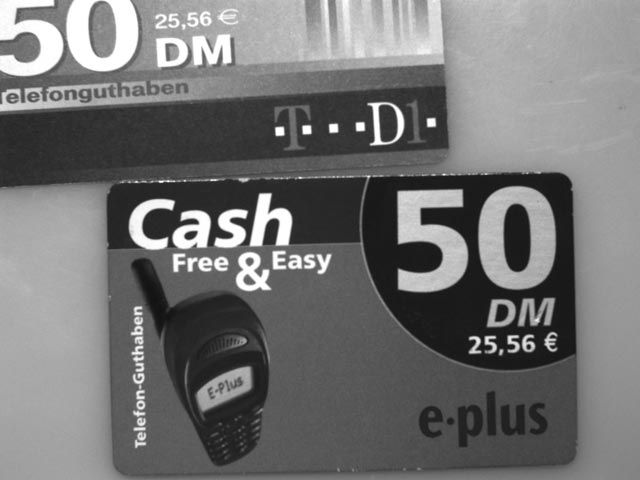 50
25,56 €
DM
Telefonguthaben
·T···D1·
Cash
Free & Easy
50
DM
25,56 €
Telefon-Guthaben
E-Plus
e·plus